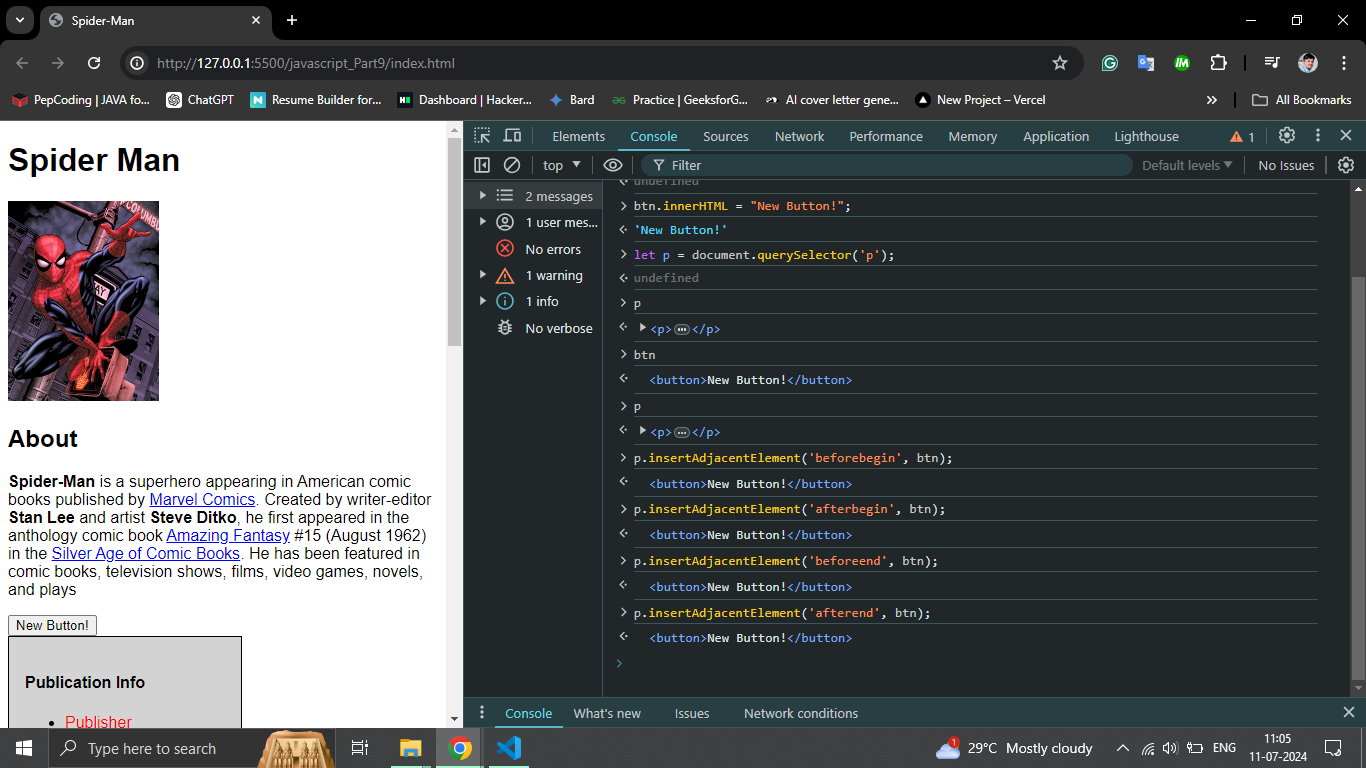 Spider-Man
http://127.0.0.1:5500/javascript_Part9/index.html
PepCoding | JAVA fo...
ChatGPT
Resume Builder for...
Dashboard | Hacker...
Bard
Practice | GeeksforG...
AI cover letter gene...
New Project – Vercel
»
All Bookmarks
Spider Man
About
Spider-Man is a superhero appearing in American comic
books published by Marvel Comics. Created by writer-editor
Stan Lee and artist Steve Ditko, he first appeared in the
anthology comic book Amazing Fantasy #15 (August 1962)
in the Silver Age of Comic Books. He has been featured in
comic books, television shows, films, video games, novels,
and plays
New Button!
Publication Info
Publisher
Elements Console Sources Network Performance Memory Application Lighthouse 1
top Filter Default levels No Issues
2 messages
1 user mes...
No errors
1 warning
1 info
No verbose
undefined
btn.innerHTML = "New Button!";
'New Button!'
let p = document.querySelector('p');
undefined
p
<p>…</p>
btn
<button>New Button!</button>
p
<p>…</p>
p.insertAdjacentElement('beforebegin', btn);
<button>New Button!</button>
p.insertAdjacentElement('afterbegin', btn);
<button>New Button!</button>
p.insertAdjacentElement('beforeend', btn);
<button>New Button!</button>
p.insertAdjacentElement('afterend', btn);
<button>New Button!</button>
Console What's new Issues Network conditions
Type here to search
1
29°C Mostly cloudy
ENG
11:05
11-07-2024